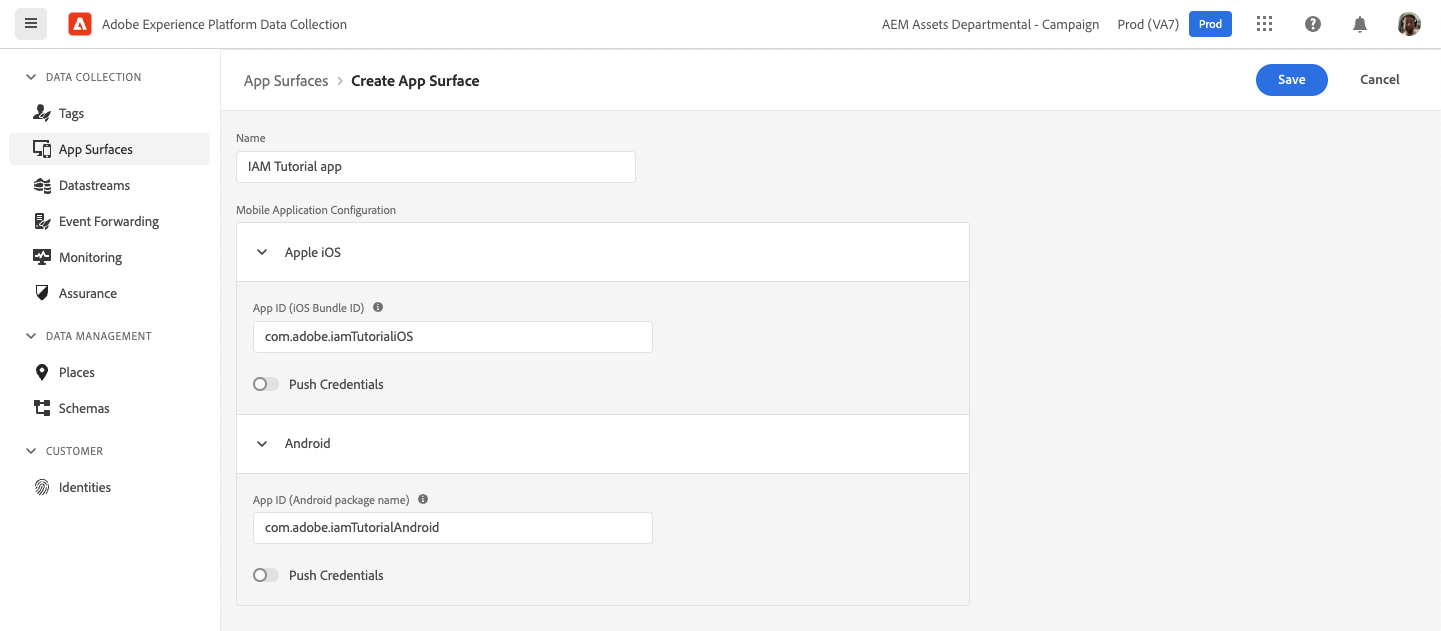 Adobe Experience Platform Data Collection
AEM Assets Departmental - Campaign Prod (VA7) Prod
DATA COLLECTION
Tags
App Surfaces
Datastreams
Event Forwarding
Monitoring
Assurance
DATA MANAGEMENT
Places
Schemas
CUSTOMER
Identities
App Surfaces > Create App Surface
Save Cancel
Name
IAM Tutorial app
Mobile Application Configuration
Apple iOS
App ID (iOS Bundle ID)
com.adobe.iamTutorialiOS
Push Credentials
Android
App ID (Android package name)
com.adobe.iamTutorialAndroid
Push Credentials